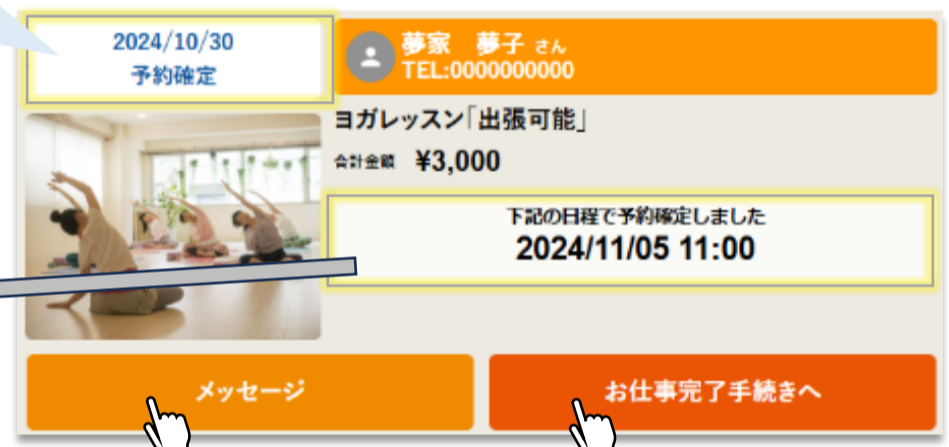 2024/10/30
予約確定
夢家 夢子 さん
TEL:0000000000
ヨガレッスン「出張可能」
合計金額 ¥3,000
下記の日程で予約確定しました
2024/11/05 11:00
メッセージ
お仕事完了手続きへ